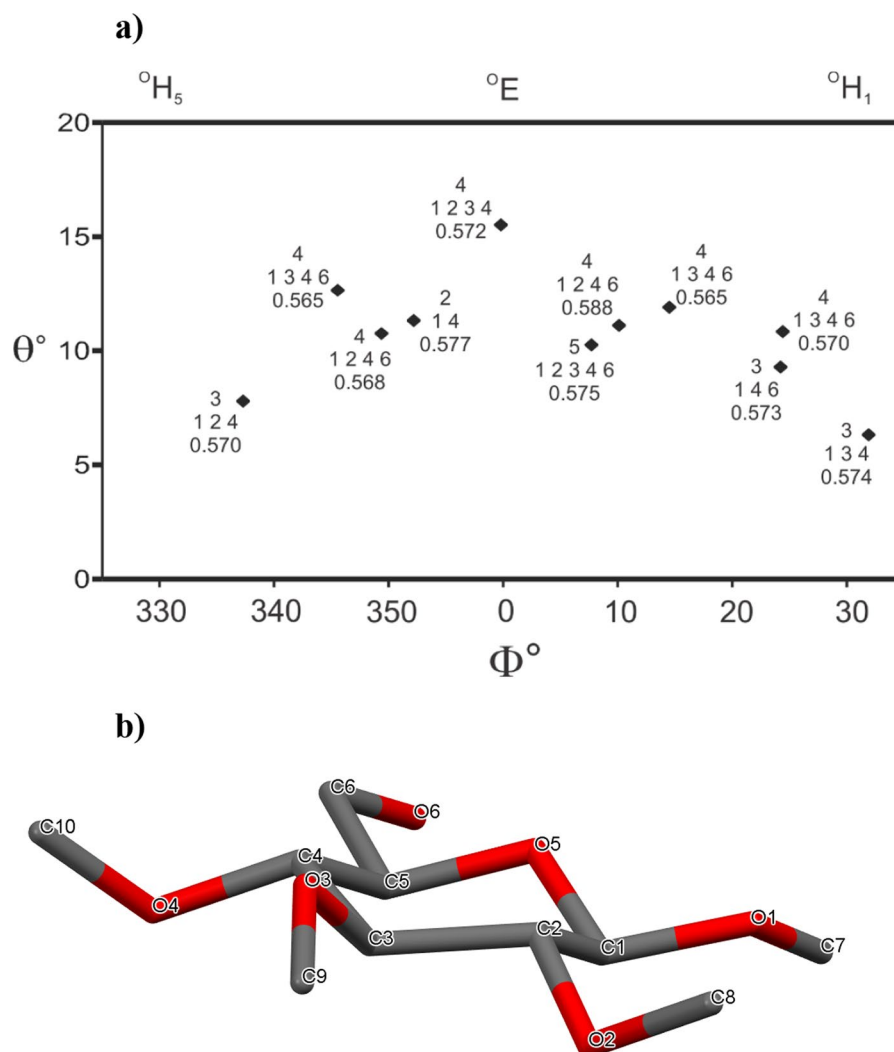 a)
ᴼH₅ ᴼE ᴼH₁
20
15
10
5
0
θ°
4
1 2 3 4
0.572
4
1 3 4 6
0.565
4
1 2 4 6
0.588
4
1 3 4 6
0.565
4
1 2 4 6
0.568
2
1 4
0.577
5
1 2 3 4 6
0.575
4
1 3 4 6
0.570
3
1 4 6
0.573
3
1 2 4
0.570
3
1 3 4
0.574
330 340 350 0 10 20 30
Φ°
b)
C6
O6
C10
O5
C4
O3
C5
O4
O1
C2
C3
C1
C7
C9
C8
O2